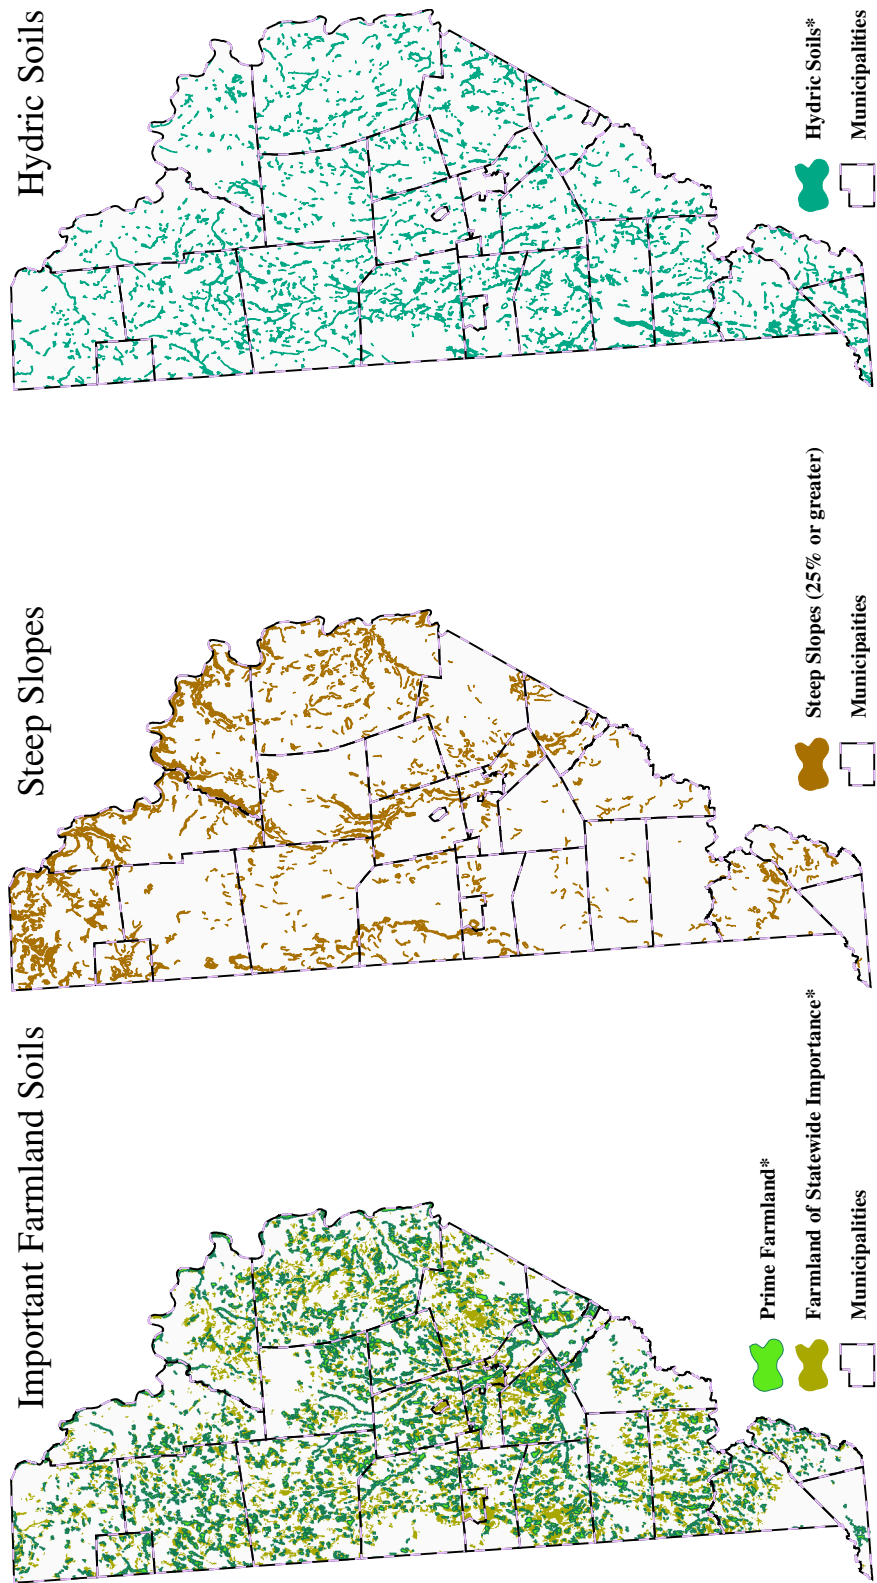 Important Farmland Soils
Prime Farmland*
Farmland of Statewide Importance*
Municipalities
Steep Slopes
Steep Slopes (25% or greater)
Municipaities
Hydric Soils
Hydric Soils*
Municipalities